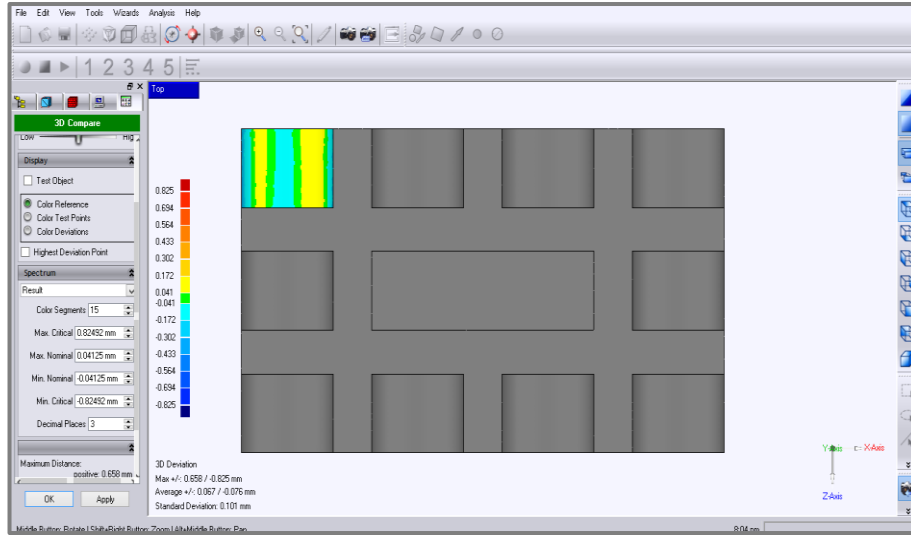 File Edit View Tools Wizards Analysis Help
1 2 3 4 5
Top
3D Compare
Low Hig
Display
Test Object
Color Reference
Color Test Points
Color Deviations
Highest Deviation Point
Spectrum
Result
Color Segments 15
Max. Critical 0.82492 mm
Max. Nominal 0.04125 mm
Min. Nominal -0.04125 mm
Min. Critical -0.82492 mm
Decimal Places 3
Maximum Distance:
positive: 0.658 mm
OK Apply
0.825
0.694
0.564
0.433
0.302
0.172
0.041
-0.041
-0.172
-0.302
-0.433
-0.564
-0.694
-0.825
3D Deviation
Max +/-: 0.658 / -0.825 mm
Average +/-: 0.067 / -0.076 mm
Standard Deviation: 0.101 mm
X-Axis
Z-Axis
Middle Button: Rotate | Shift+Right Button: Zoom | Alt+Middle Button: Pan
8:04 pm